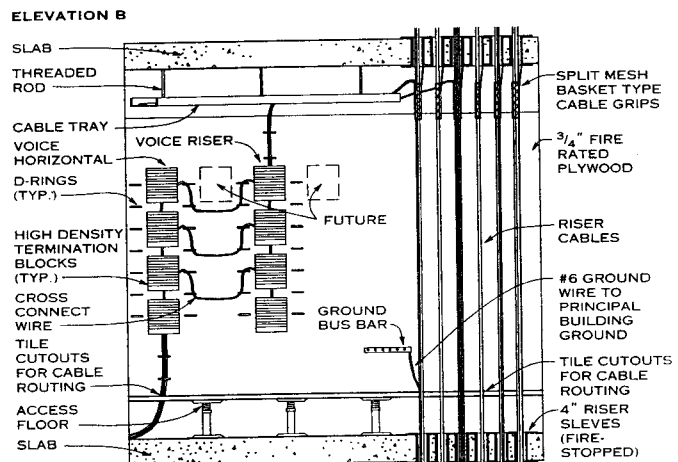 ELEVATION B
SLAB
THREADED
ROD
CABLE TRAY
VOICE
HORIZONTAL
VOICE RISER
D-RINGS
(TYP.)
HIGH DENSITY
TERMINATION
BLOCKS
(TYP.)
CROSS
CONNECT
WIRE
TILE
CUTOUTS
FOR CABLE
ROUTING
ACCESS
FLOOR
SLAB
FUTURE
GROUND
BUS BAR
SPLIT MESH
BASKET TYPE
CABLE GRIPS
3/4" FIRE
RATED
PLYWOOD
RISER
CABLES
#6 GROUND
WIRE TO
PRINCIPAL
BUILDING
GROUND
TILE CUTOUTS
FOR CABLE
ROUTING
4" RISER
SLEVES
(FIRE-
STOPPED)